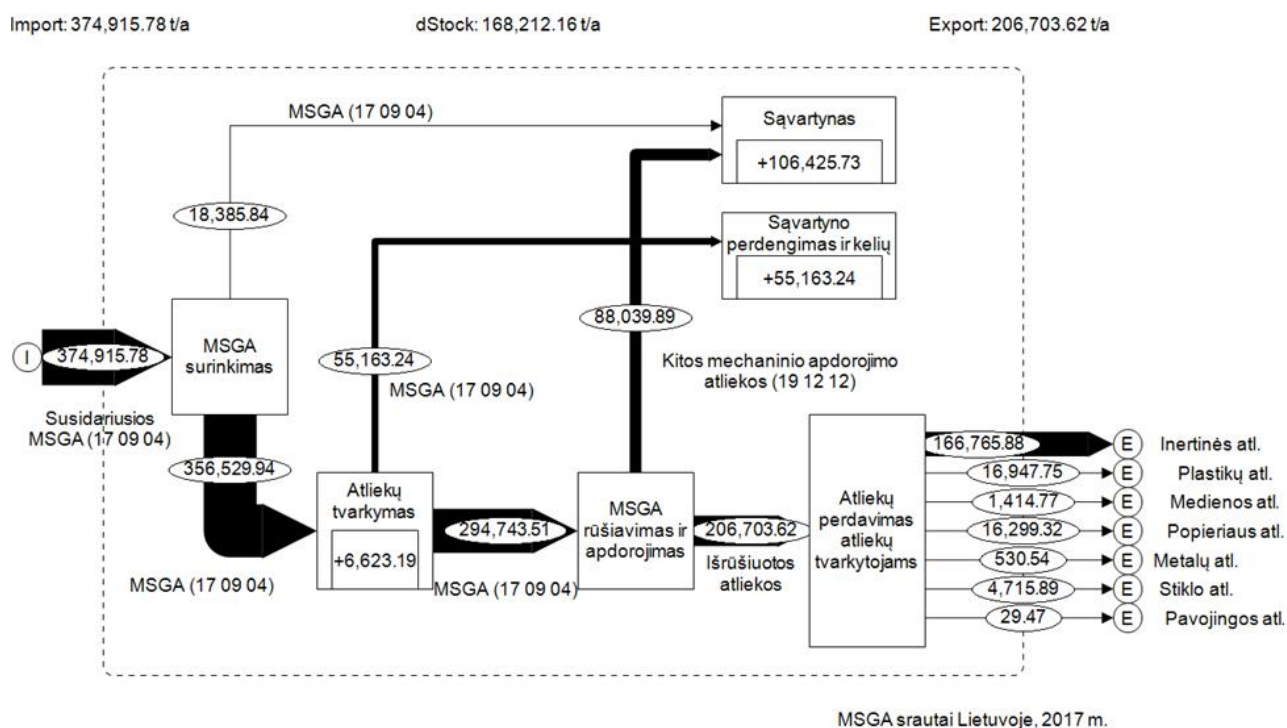 Import: 374,915.78 t/a
dStock: 168,212.16 t/a
Export: 206,703.62 t/a
MSGA (17 09 04)
Sąvartynas
+106,425.73
18,385.84
Sąvartyno
perdengimas ir kelių
+55,163.24
88,039.89
I
374,915.78
MSGA
surinkimas
55,163.24
MSGA (17 09 04)
Kitos mechaninio apdorojimo
atliekos (19 12 12)
Susidariusios
MSGA (17 09 04)
356,529.94
Atliekų
tvarkymas
+6,623.19
294,743.51
MSGA
rūšiavimas ir
apdorojimas
206,703.62
Atliekų
perdavimas
atliekų
tvarkytojams
MSGA (17 09 04)
MSGA (17 09 04)
Išrūšiuotos
atliekos
166,765.88 E Inertinės atl.
16,947.75 E Plastikų atl.
1,414.77 E Medienos atl.
16,299.32 E Popieriaus atl.
530.54 E Metalų atl.
4,715.89 E Stiklo atl.
29.47 E Pavojingos atl.
MSGA srautai Lietuvoje, 2017 m.